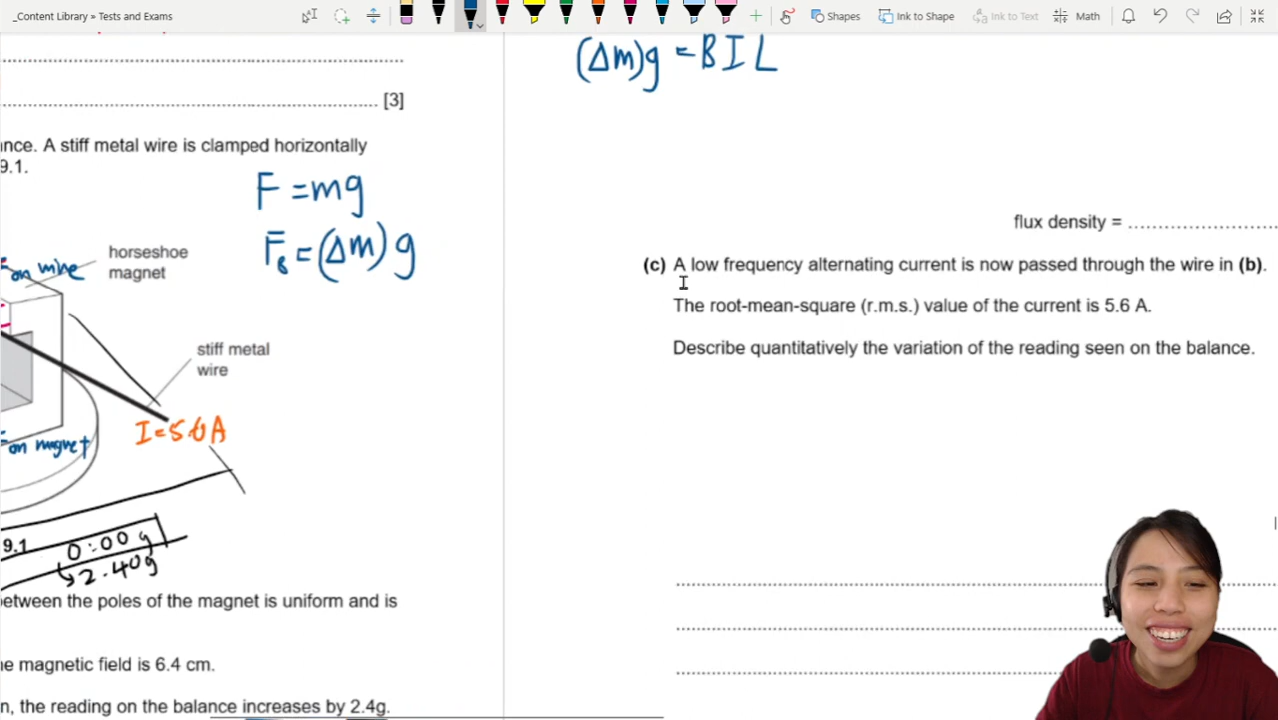 _Content Library » Tests and Exams
Shapes
Ink to Shape
Ink to Text
Math
[3]
nce. A stiff metal wire is clamped horizontally
9.1.
F = mg
F_B = (Δm) g
horseshoe
magnet
on wire
stiff metal
wire
I = 5.6 A
on magnet
9.1
0.00 g
2.40g
between the poles of the magnet is uniform and is
e magnetic field is 6.4 cm.
n, the reading on the balance increases by 2.4g.
(Δm)g = BIL
flux density =
(c) A low frequency alternating current is now passed through the wire in (b).
The root-mean-square (r.m.s.) value of the current is 5.6 A.
Describe quantitatively the variation of the reading seen on the balance.